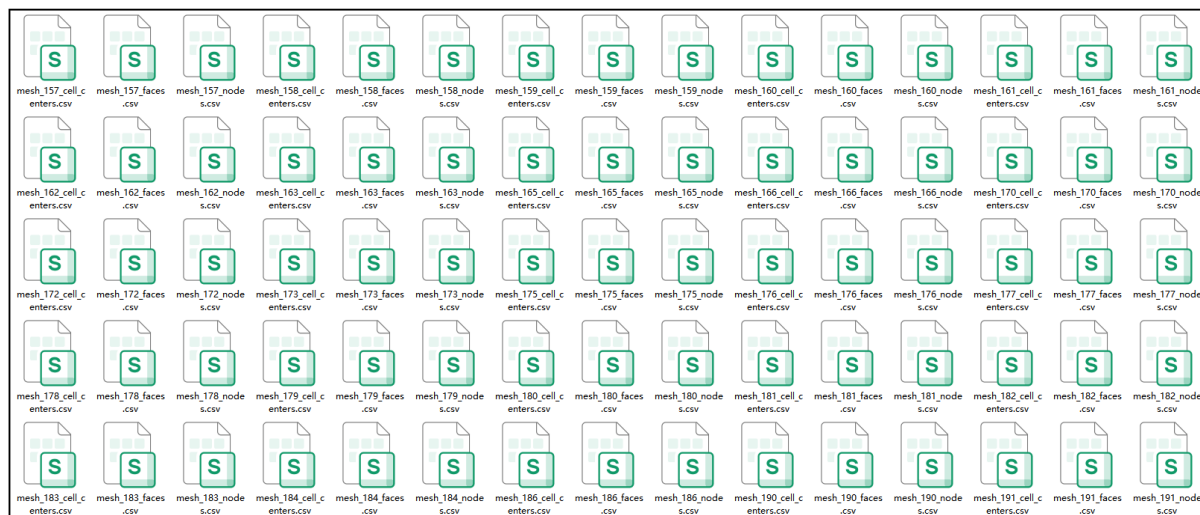 S S S S S S S S S S S S S S S
mesh_157_cell_c mesh_157_faces mesh_157_node mesh_158_cell_c mesh_158_faces mesh_158_node mesh_159_cell_c mesh_159_faces mesh_159_node mesh_160_cell_c mesh_160_faces mesh_160_node mesh_161_cell_c mesh_161_faces mesh_161_node
enters.csv .csv s.csv enters.csv .csv s.csv enters.csv .csv s.csv enters.csv .csv s.csv enters.csv .csv s.csv
S S S S S S S S S S S S S S S
mesh_162_cell_c mesh_162_faces mesh_162_node mesh_163_cell_c mesh_163_faces mesh_163_node mesh_165_cell_c mesh_165_faces mesh_165_node mesh_166_cell_c mesh_166_faces mesh_166_node mesh_170_cell_c mesh_170_faces mesh_170_node
enters.csv .csv s.csv enters.csv .csv s.csv enters.csv .csv s.csv enters.csv .csv s.csv enters.csv .csv s.csv
S S S S S S S S S S S S S S S
mesh_172_cell_c mesh_172_faces mesh_172_node mesh_173_cell_c mesh_173_faces mesh_173_node mesh_175_cell_c mesh_175_faces mesh_175_node mesh_176_cell_c mesh_176_faces mesh_176_node mesh_177_cell_c mesh_177_faces mesh_177_node
enters.csv .csv s.csv enters.csv .csv s.csv enters.csv .csv s.csv enters.csv .csv s.csv enters.csv .csv s.csv
S S S S S S S S S S S S S S S
mesh_178_cell_c mesh_178_faces mesh_178_node mesh_179_cell_c mesh_179_faces mesh_179_node mesh_180_cell_c mesh_180_faces mesh_180_node mesh_181_cell_c mesh_181_faces mesh_181_node mesh_182_cell_c mesh_182_faces mesh_182_node
enters.csv .csv s.csv enters.csv .csv s.csv enters.csv .csv s.csv enters.csv .csv s.csv enters.csv .csv s.csv
S S S S S S S S S S S S S S S
mesh_183_cell_c mesh_183_faces mesh_183_node mesh_184_cell_c mesh_184_faces mesh_184_node mesh_186_cell_c mesh_186_faces mesh_186_node mesh_190_cell_c mesh_190_faces mesh_190_node mesh_191_cell_c mesh_191_faces mesh_191_node
enters.csv .csv s.csv enters.csv .csv s.csv enters.csv .csv s.csv enters.csv .csv s.csv enters.csv .csv s.csv